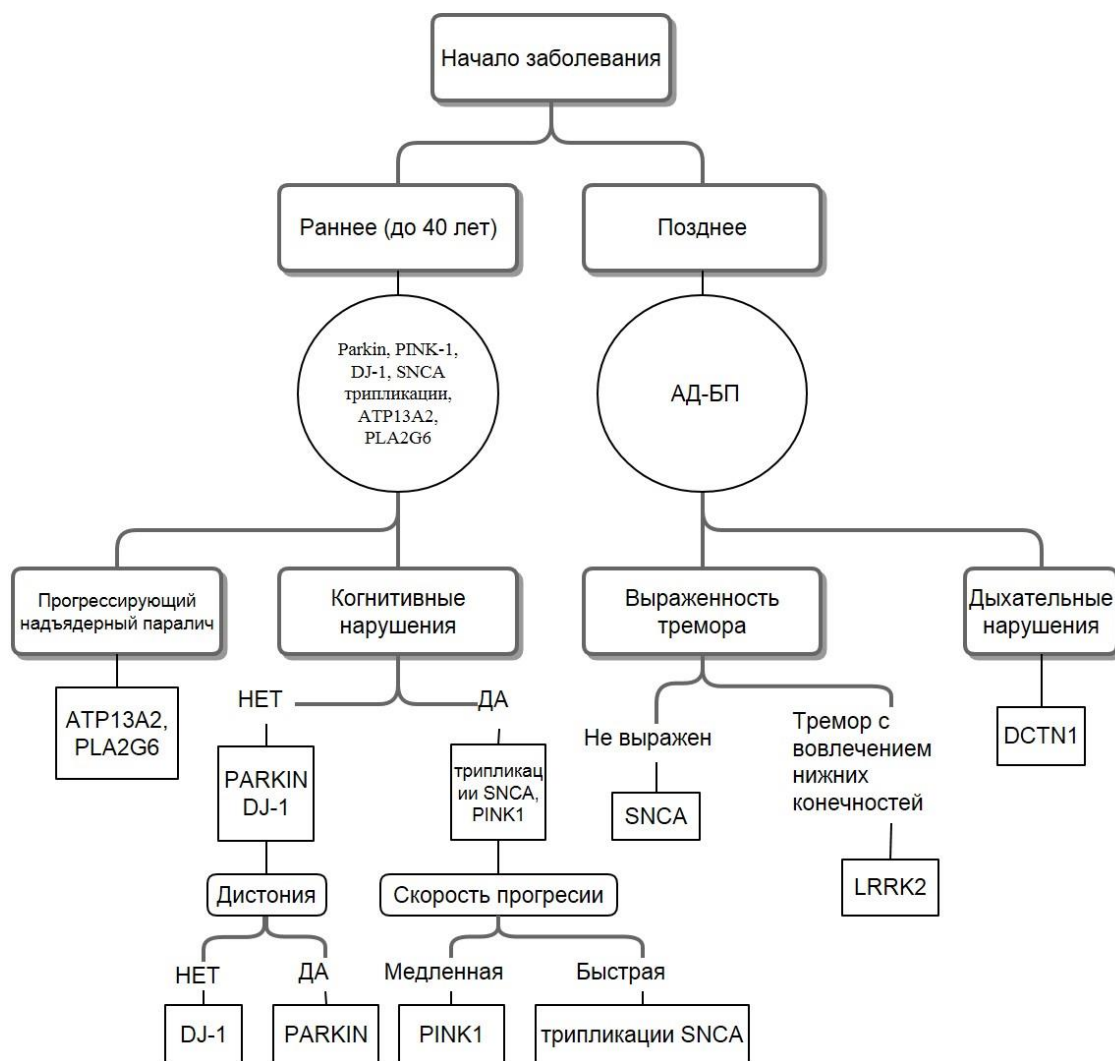 Начало заболевания
Раннее (до 40 лет)
Позднее
Parkin, PINK-1,
DJ-1, SNCA
трипликации,
ATP13A2,
PLA2G6
АД-БП
Прогрессирующий
надъядерный паралич
Когнитивные
нарушения
Выраженность
тремора
Дыхательные
нарушения
ATP13A2,
PLA2G6
НЕТ
ДА
Не выражен
Тремор с
вовлечением
нижних
конечностей
DCTN1
PARKIN
DJ-1
трипликац
ии SNCA,
PINK1
SNCA
LRRK2
Дистония
Скорость прогресии
НЕТ
ДА
Медленная
Быстрая
DJ-1
PARKIN
PINK1
трипликации SNCA